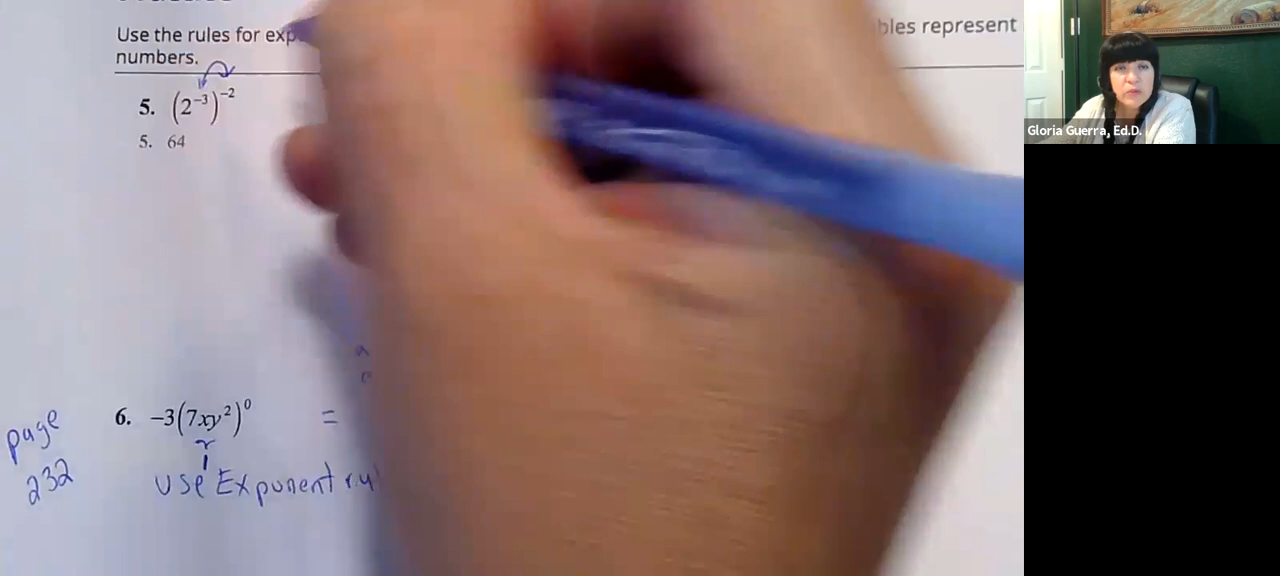 Use the rules for exp
bles represent
numbers.
5. (2⁻³)⁻²
5. 64
6. −3(7xy²)⁰ =
use Exponent ru
page
232
Gloria Guerra, Ed.D.